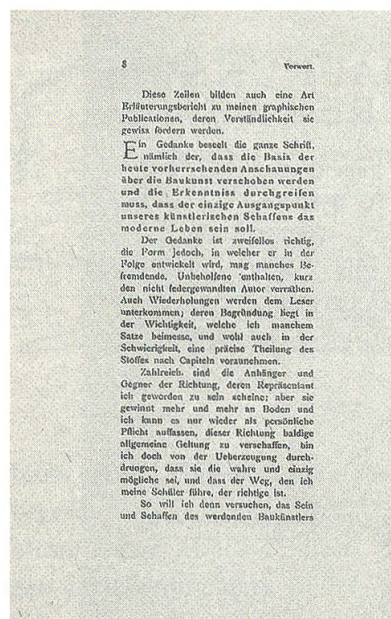 8 Vorwort.
Diese Zeilen bilden auch eine Art
Erläuterungsbericht zu meinen graphischen
Publicationen, deren Verständlichkeit sie
gewiss fördern werden.
Ein Gedanke beseelt die ganze Schrift,
nämlich der, dass die Basis der
heute vorherrschenden Anschauungen
über die Baukunst verschoben werden
und die Erkenntniss durchgreifen
muss, dass der einzige Ausgangspunkt
unseres künstlerischen Schaffens das
moderne Leben sein soll.
Der Gedanke ist zweifellos richtig,
die Form jedoch, in welcher er in der
Folge entwickelt wird, mag manches Be-
fremdende, Unbeholfene enthalten, kurz
den nicht federgewandten Autor verrathen.
Auch Wiederholungen werden dem Leser
unterkommen; deren Begründung liegt in
der Wichtigkeit, welche ich manchem
Satze beimesse, und wohl auch in der
Schwierigkeit, eine präcise Theilung des
Stoffes nach Capiteln vorzunehmen.
Zahlreich sind die Anhänger und
Gegner der Richtung, deren Repräsentant
ich geworden zu sein scheine; aber sie
gewinnt mehr und mehr an Boden und
ich kann es nur wieder als persönliche
Pflicht auffassen, dieser Richtung baldige
allgemeine Geltung zu verschaffen, bin
ich doch von der Ueberzeugung durch-
drungen, dass sie die wahre und einzig
mögliche sei, und dass der Weg, den ich
meine Schüler führe, der richtige ist.
So will ich denn versuchen, das Sein
und Schaffen des werdenden Baukünstlers